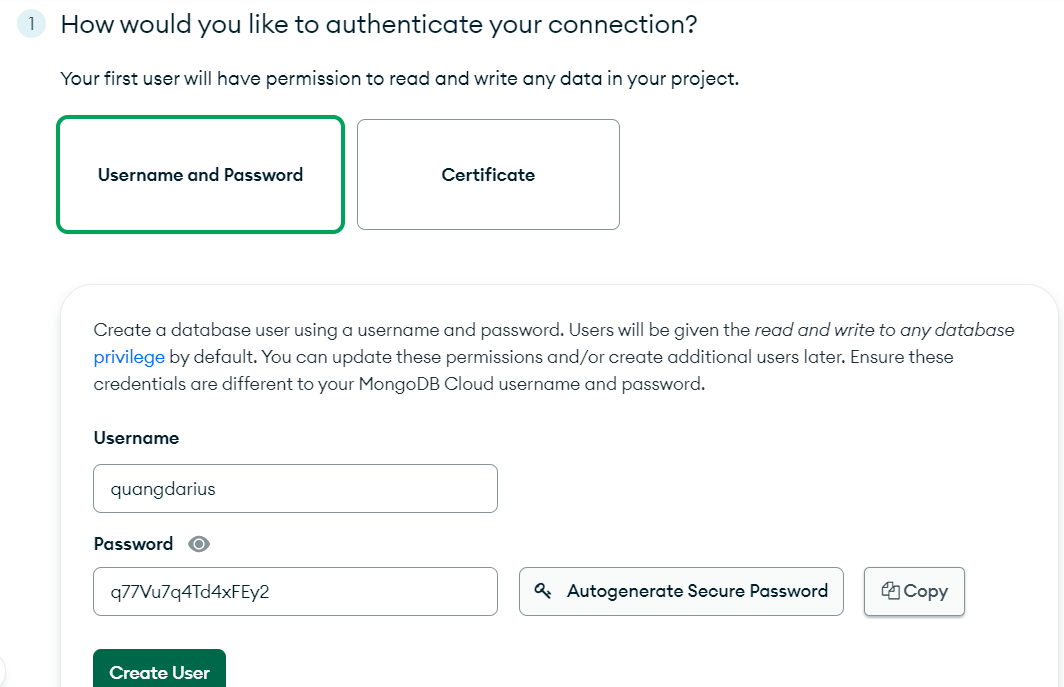 1 How would you like to authenticate your connection?
Your first user will have permission to read and write any data in your project.
Username and Password
Certificate
Create a database user using a username and password. Users will be given the read and write to any database
privilege by default. You can update these permissions and/or create additional users later. Ensure these
credentials are different to your MongoDB Cloud username and password.
Username
quangdarius
Password
q77Vu7q4Td4xFEy2
Autogenerate Secure Password
Copy
Create User